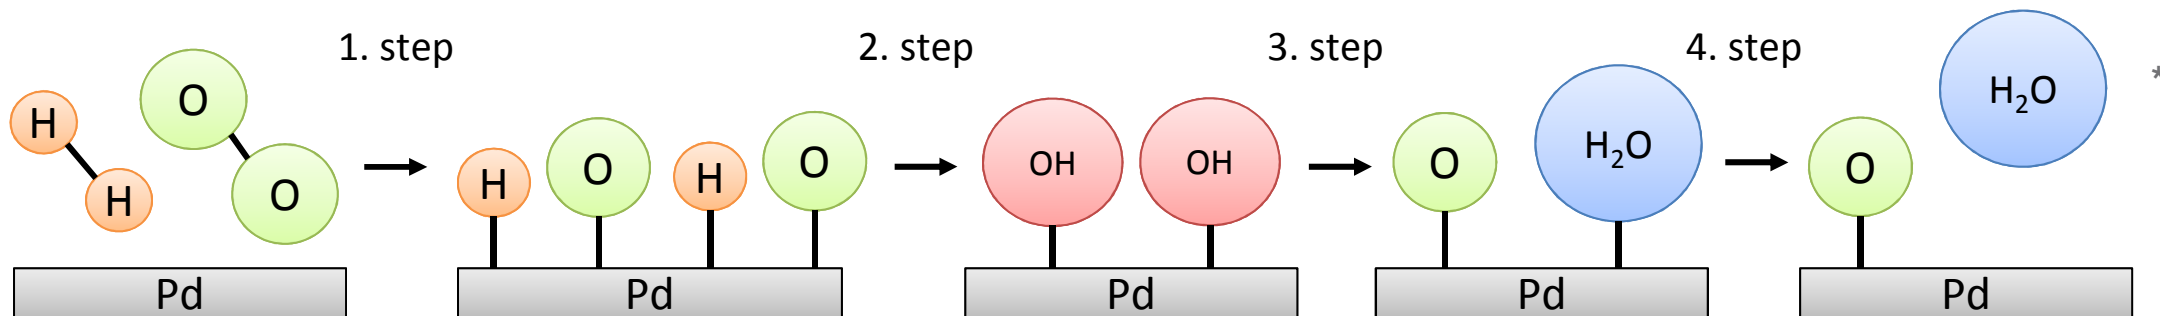 1. step
2. step
3. step
4. step
H
H
O
O
H
O
H
O
OH
OH
O
H₂O
O
H₂O
*
Pd
Pd
Pd
Pd
Pd